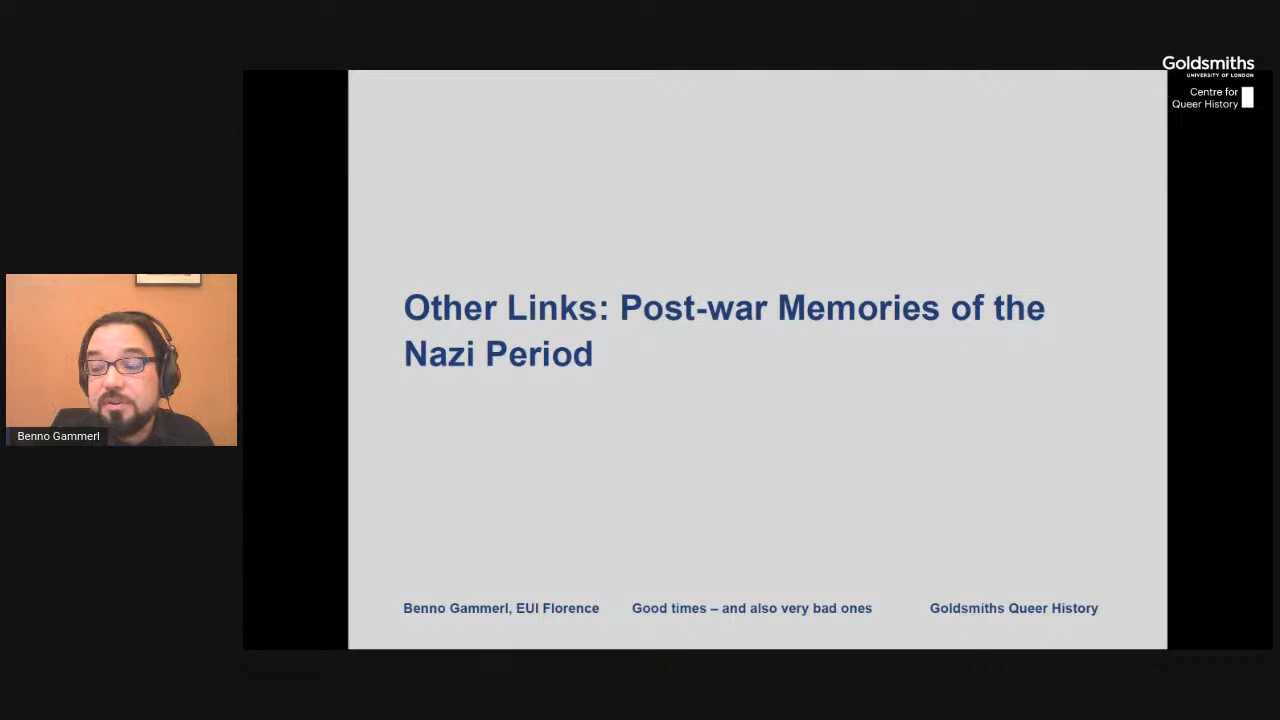 Goldsmiths
UNIVERSITY OF LONDON
Centre for
Queer History
Other Links: Post-war Memories of the
Nazi Period
Benno Gammerl
Benno Gammerl, EUI Florence
Good times – and also very bad ones
Goldsmiths Queer History